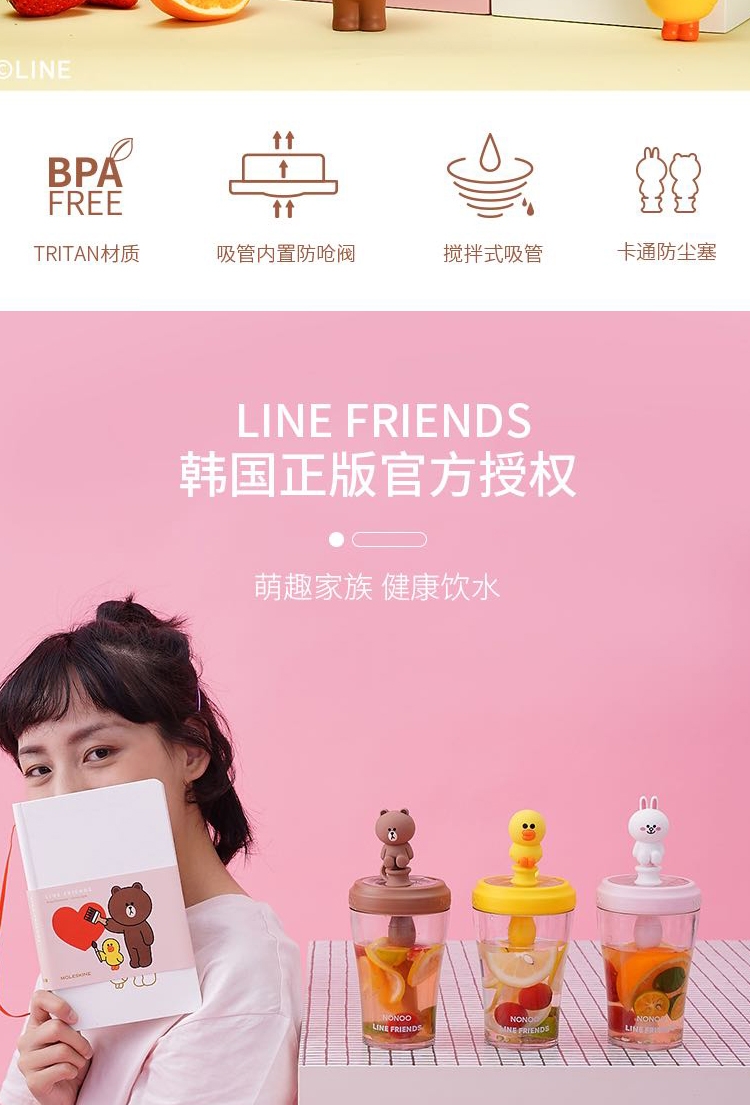 ©LINE
BPA
FREE
TRITAN材质
吸管内置防呛阀
搅拌式吸管
卡通防尘塞
LINE FRIENDS
韩国正版官方授权
萌趣家族 健康饮水
LINE FRIENDS
MOLESKINE
NONOO
LINE FRIENDS
NONOO
LINE FRIENDS
NONOO
LINE FRIENDS